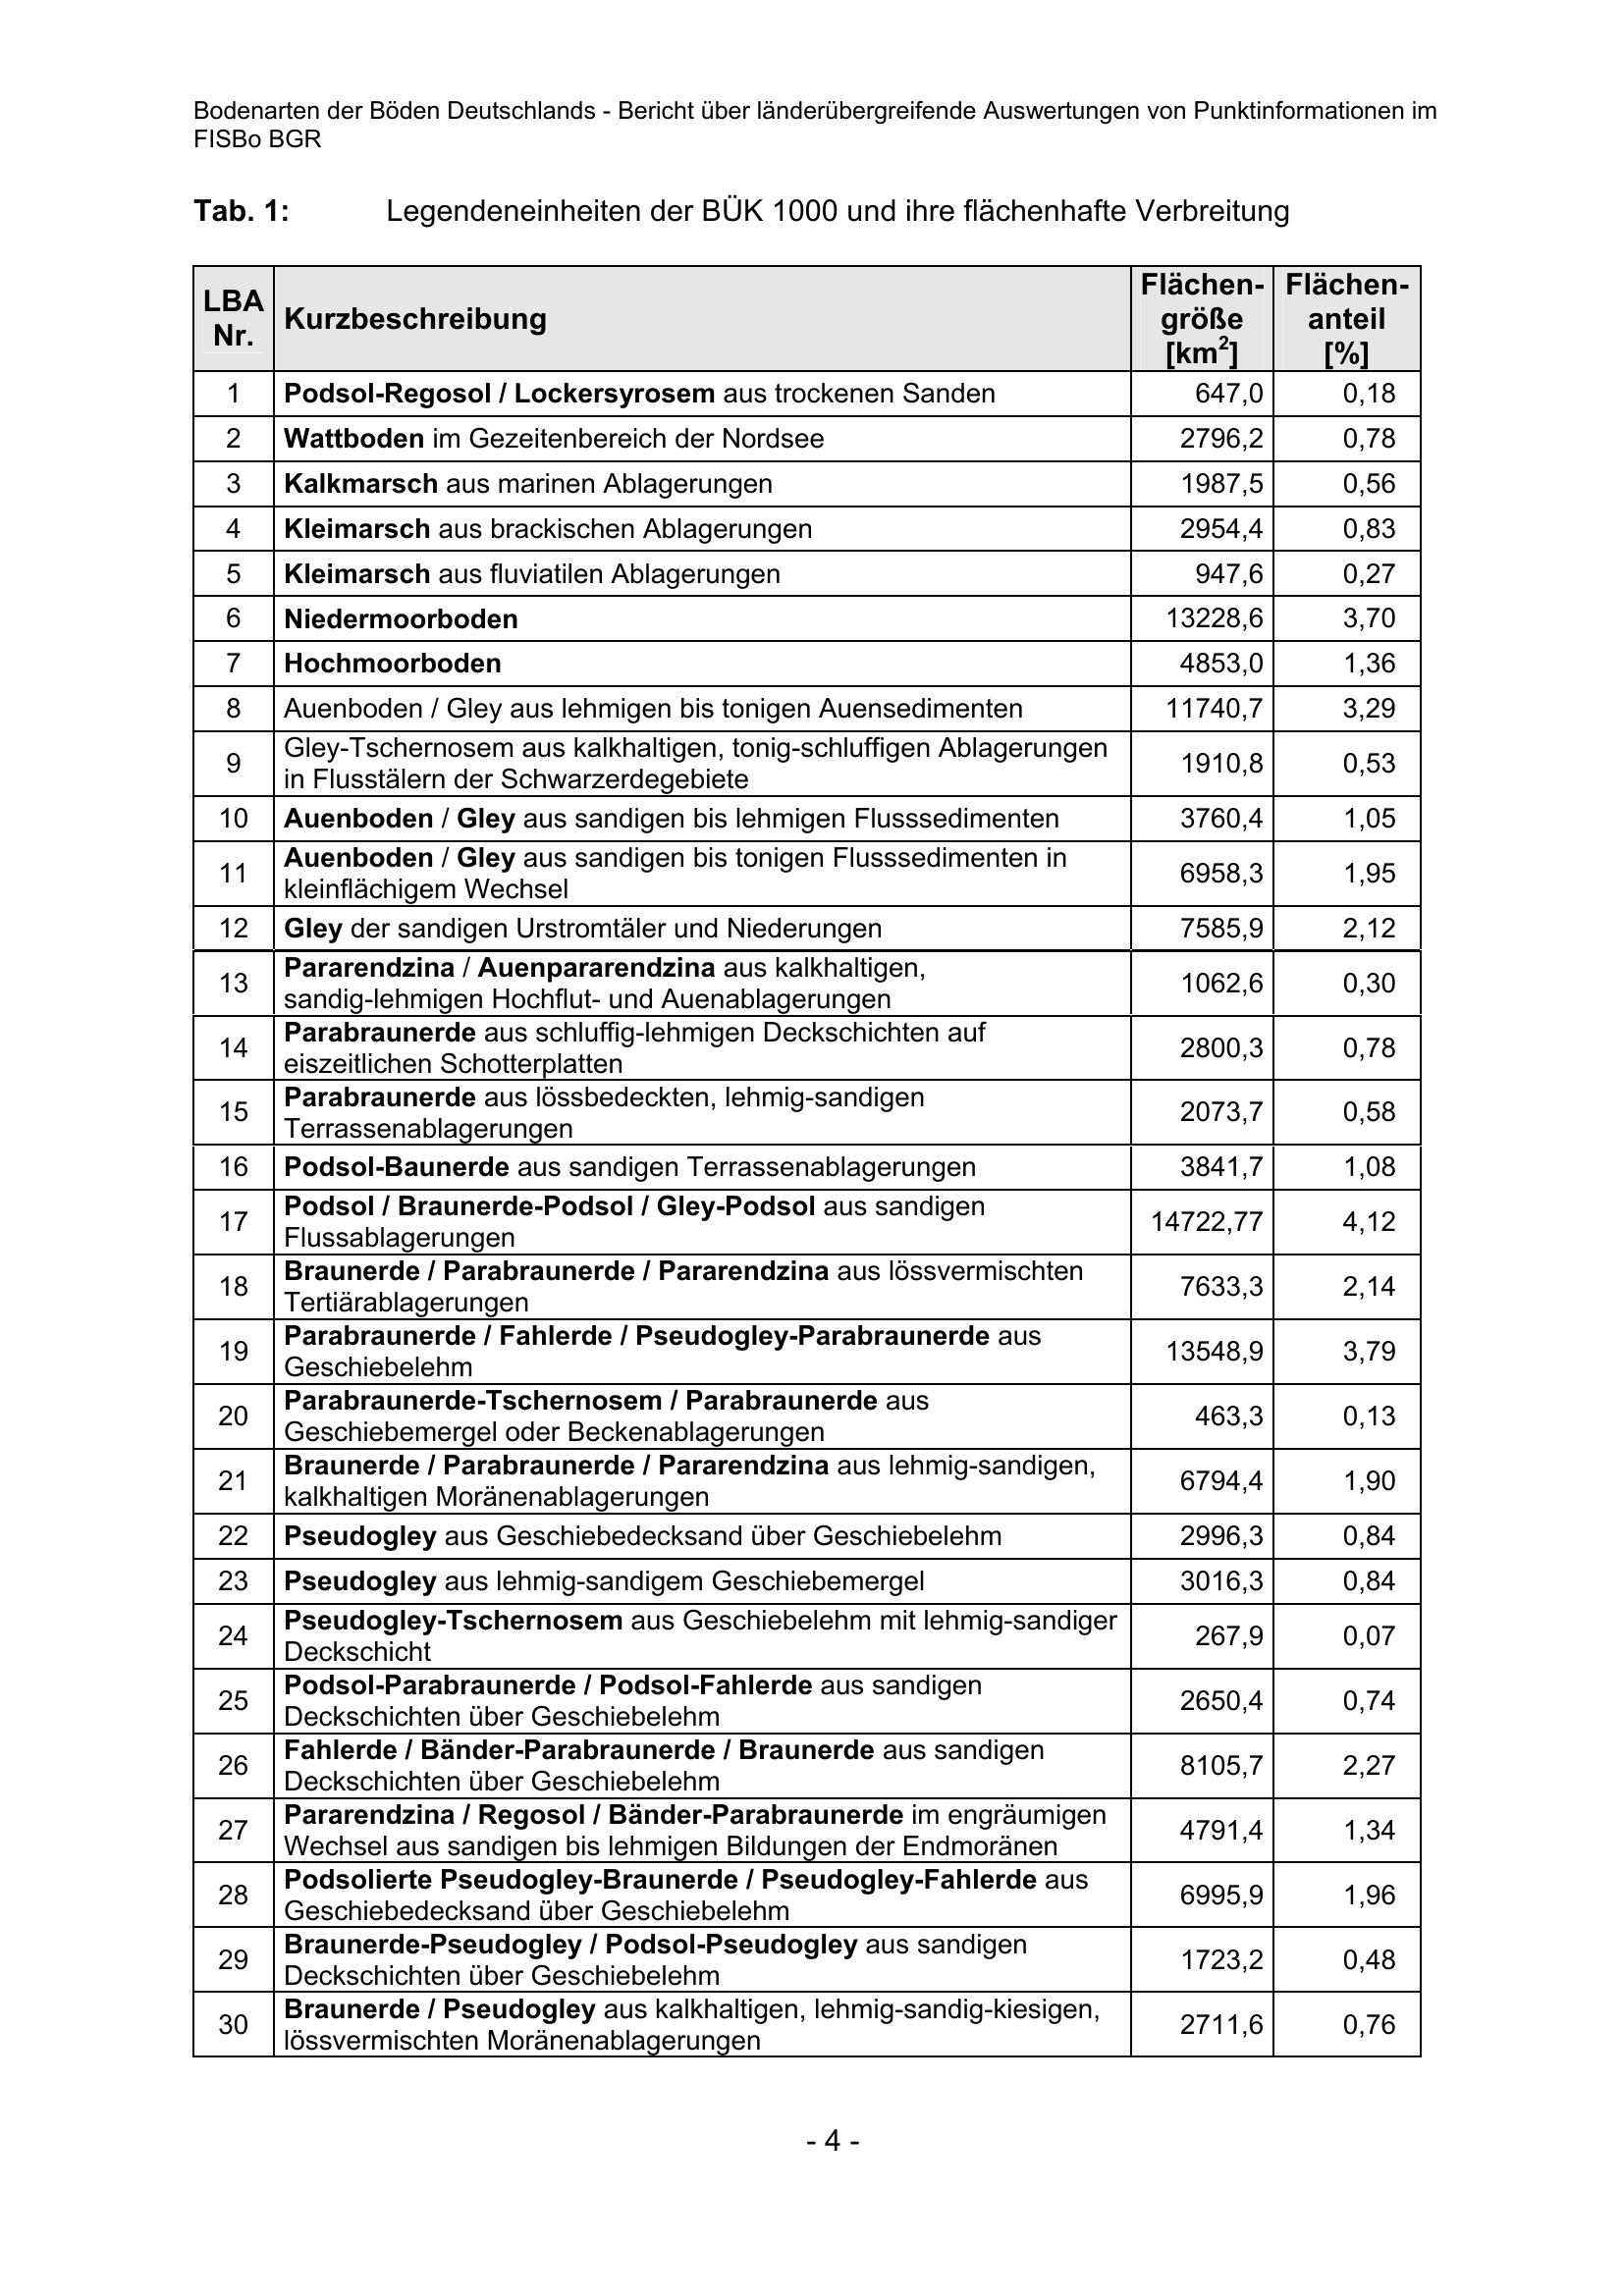 Bodenarten der Böden Deutschlands - Bericht über länderübergreifende Auswertungen von Punktinformationen im
FISBo BGR
Tab. 1: Legendeneinheiten der BÜK 1000 und ihre flächenhafte Verbreitung
LBA Nr. Kurzbeschreibung Flächen-größe [km²] Flächen-anteil [%]
1 Podsol-Regosol / Lockersyrosem aus trockenen Sanden 647,0 0,18
2 Wattboden im Gezeitenbereich der Nordsee 2796,2 0,78
3 Kalkmarsch aus marinen Ablagerungen 1987,5 0,56
4 Kleimarsch aus brackischen Ablagerungen 2954,4 0,83
5 Kleimarsch aus fluviatilen Ablagerungen 947,6 0,27
6 Niedermoorboden 13228,6 3,70
7 Hochmoorboden 4853,0 1,36
8 Auenboden / Gley aus lehmigen bis tonigen Auensedimenten 11740,7 3,29
9 Gley-Tschernosem aus kalkhaltigen, tonig-schluffigen Ablagerungen
in Flusstälern der Schwarzerdegebiete 1910,8 0,53
10 Auenboden / Gley aus sandigen bis lehmigen Flusssedimenten 3760,4 1,05
11 Auenboden / Gley aus sandigen bis tonigen Flusssedimenten in
kleinflächigem Wechsel 6958,3 1,95
12 Gley der sandigen Urstromtäler und Niederungen 7585,9 2,12
13 Pararendzina / Auenpararendzina aus kalkhaltigen,
sandig-lehmigen Hochflut- und Auenablagerungen 1062,6 0,30
14 Parabraunerde aus schluffig-lehmigen Deckschichten auf
eiszeitlichen Schotterplatten 2800,3 0,78
15 Parabraunerde aus lössbedeckten, lehmig-sandigen
Terrassenablagerungen 2073,7 0,58
16 Podsol-Baunerde aus sandigen Terrassenablagerungen 3841,7 1,08
17 Podsol / Braunerde-Podsol / Gley-Podsol aus sandigen
Flussablagerungen 14722,77 4,12
18 Braunerde / Parabraunerde / Pararendzina aus lössvermischten
Tertiärablagerungen 7633,3 2,14
19 Parabraunerde / Fahlerde / Pseudogley-Parabraunerde aus
Geschiebelehm 13548,9 3,79
20 Parabraunerde-Tschernosem / Parabraunerde aus
Geschiebemergel oder Beckenablagerungen 463,3 0,13
21 Braunerde / Parabraunerde / Pararendzina aus lehmig-sandigen,
kalkhaltigen Moränenablagerungen 6794,4 1,90
22 Pseudogley aus Geschiebedecksand über Geschiebelehm 2996,3 0,84
23 Pseudogley aus lehmig-sandigem Geschiebemergel 3016,3 0,84
24 Pseudogley-Tschernosem aus Geschiebelehm mit lehmig-sandiger
Deckschicht 267,9 0,07
25 Podsol-Parabraunerde / Podsol-Fahlerde aus sandigen
Deckschichten über Geschiebelehm 2650,4 0,74
26 Fahlerde / Bänder-Parabraunerde / Braunerde aus sandigen
Deckschichten über Geschiebelehm 8105,7 2,27
27 Pararendzina / Regosol / Bänder-Parabraunerde im engräumigen
Wechsel aus sandigen bis lehmigen Bildungen der Endmoränen 4791,4 1,34
28 Podsolierte Pseudogley-Braunerde / Pseudogley-Fahlerde aus
Geschiebedecksand über Geschiebelehm 6995,9 1,96
29 Braunerde-Pseudogley / Podsol-Pseudogley aus sandigen
Deckschichten über Geschiebelehm 1723,2 0,48
30 Braunerde / Pseudogley aus kalkhaltigen, lehmig-sandig-kiesigen,
lössvermischten Moränenablagerungen 2711,6 0,76
- 4 -